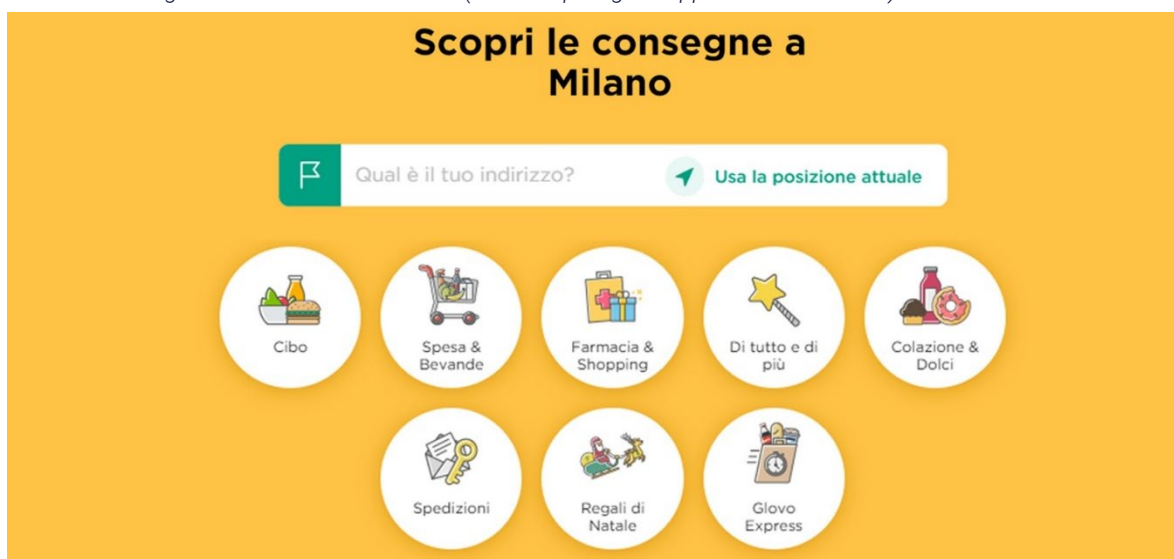 Scopri le consegne a
Milano
Qual è il tuo indirizzo?
Usa la posizione attuale
Cibo
Spesa &
Bevande
Farmacia &
Shopping
Di tutto e di
più
Colazione &
Dolci
Spedizioni
Regali di
Natale
Glovo
Express